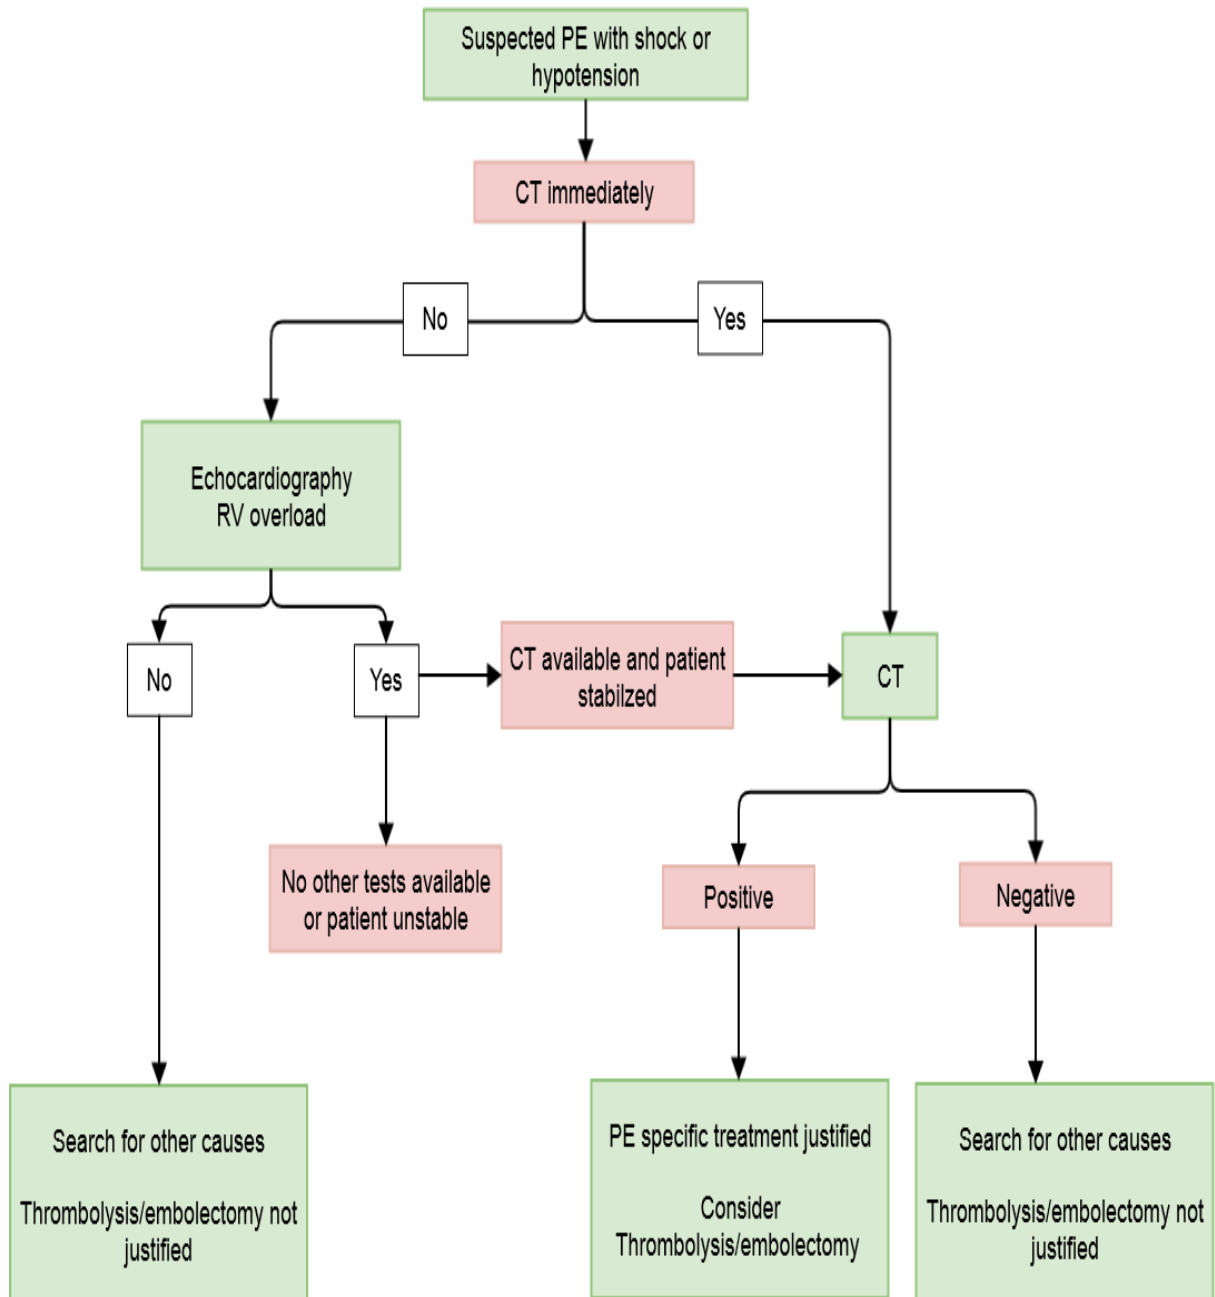 Suspected PE with shock or
hypotension
CT immediately
No
Yes
Echocardiography
RV overload
No
Yes
CT available and patient
stabilzed
CT
No other tests available
or patient unstable
Positive
Negative
Search for other causes
Thrombolysis/embolectomy not
justified
PE specific treatment justified
Consider
Thrombolysis/embolectomy
Search for other causes
Thrombolysis/embolectomy not
justified